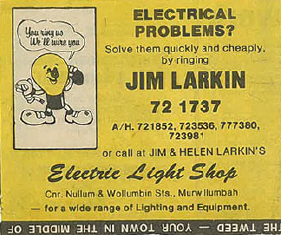 You ring us
We'll wire you
ELECTRICAL
PROBLEMS?
Solve them quickly and cheaply,
by ringing
JIM LARKIN
72 1737
A/H. 721852, 723536, 777380,
723981
or call at JIM & HELEN LARKIN'S
Electric Light Shop
Cnr. Nullum & Wollumbin Sts., Murwillumbah
— for a wide range of Lighting and Equipment.
THE TWEED — YOUR TOWN IN THE MIDDLE OF